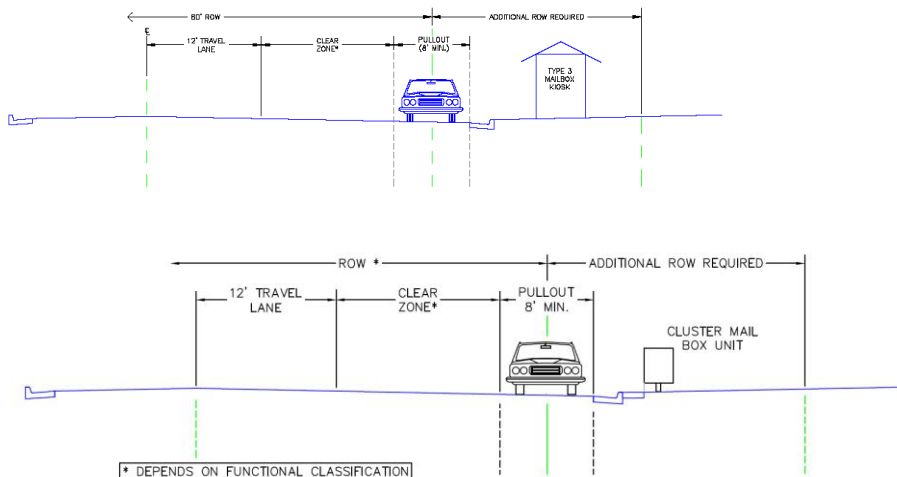 60' ROW
ADDITIONAL ROW REQUIRED
℄
12' TRAVEL
LANE
CLEAR
ZONE*
PULLOUT
(8' MIN.)
TYPE 3
MAILBOX
KIOSK
ROW *
ADDITIONAL ROW REQUIRED
12' TRAVEL
LANE
CLEAR
ZONE*
PULLOUT
8' MIN.
CLUSTER MAIL
BOX UNIT
* DEPENDS ON FUNCTIONAL CLASSIFICATION